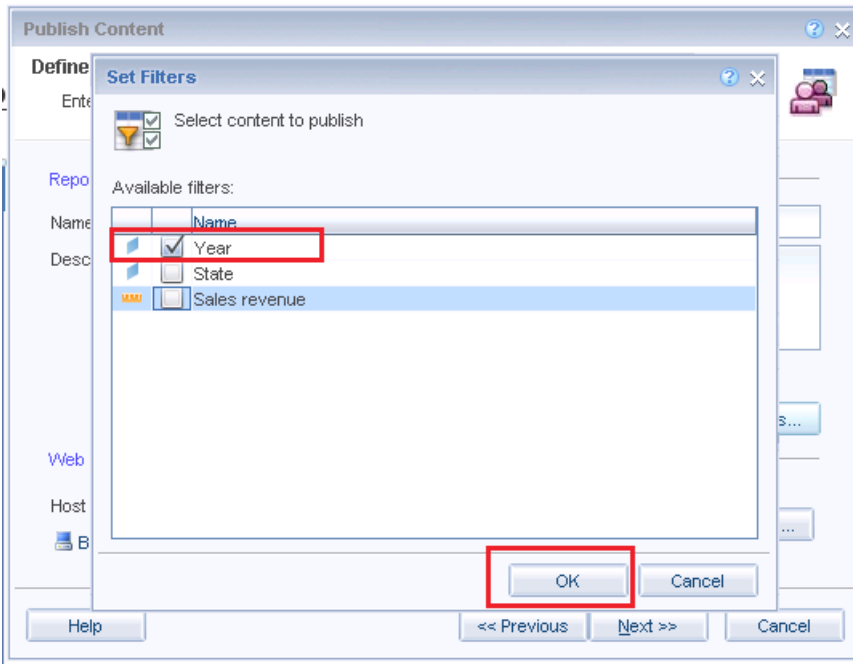 Publish Content
Define
Ente
Set Filters
Select content to publish
Repo
Available filters:
Name
Name
Year
Desc
State
Sales revenue
s...
Web
Host
...
B
OK
Cancel
Help
<< Previous
Next >>
Cancel